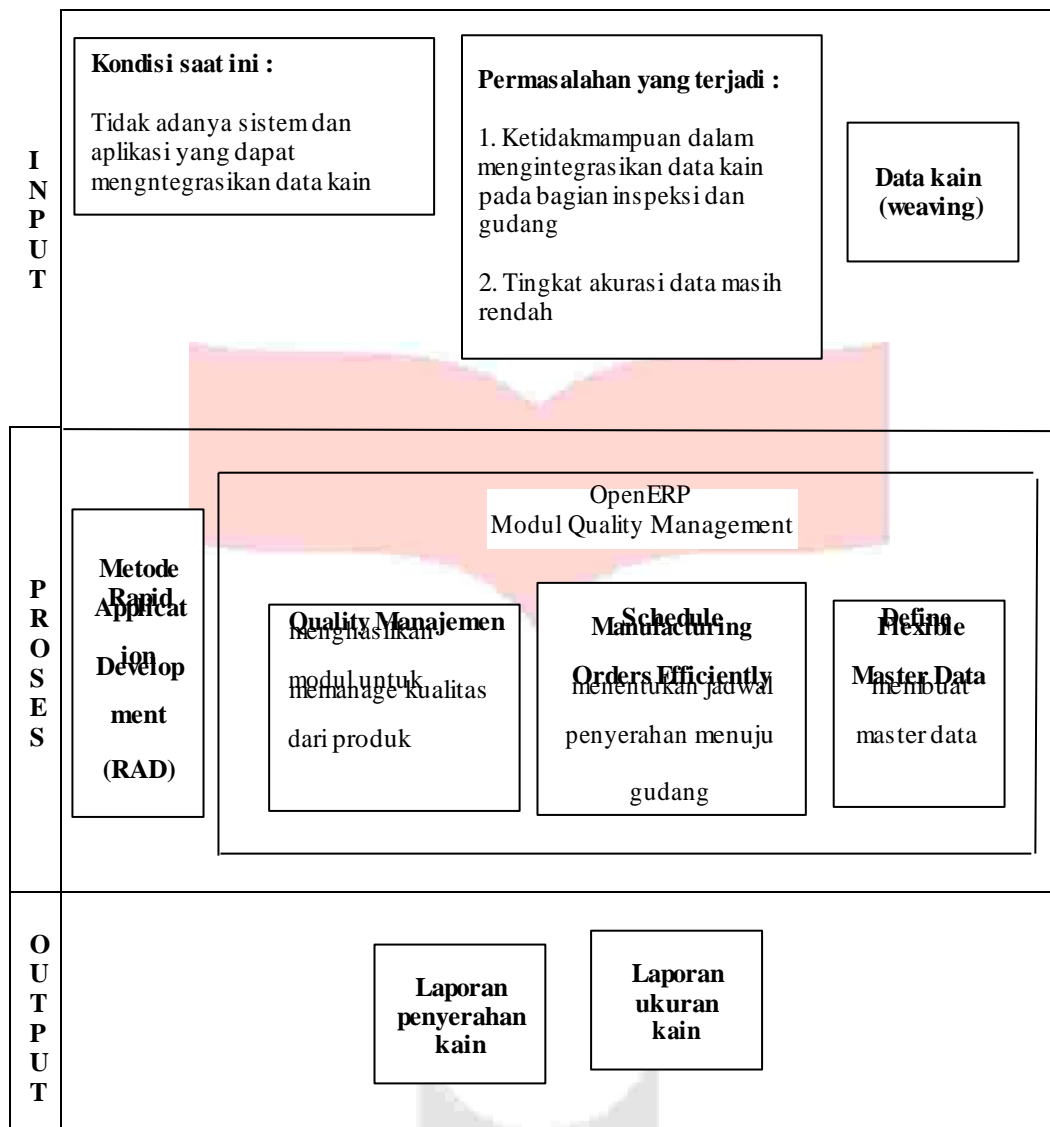 INPUT
Kondisi saat ini :
Tidak adanya sistem dan
aplikasi yang dapat
mengntegrasikan data kain
Permasalahan yang terjadi :
1. Ketidakmampuan dalam
mengintegrasikan data kain
pada bagian inspeksi dan
gudang
2. Tingkat akurasi data masih
rendah
Data kain
(weaving)
PROSES
Metode
Rapid
Applicat
ion
Develop
ment
(RAD)
OpenERP
Modul Quality Management
Quality Manajemen
menghasilkan
modul untuk
memanage kualitas
dari produk
Schedule
Manufacturing
Orders Efficiently
menentukan jadwal
penyerahan menuju
gudang
Define
Flexible
Master Data
membuat
master data
OUTPUT
Laporan
penyerahan
kain
Laporan
ukuran
kain